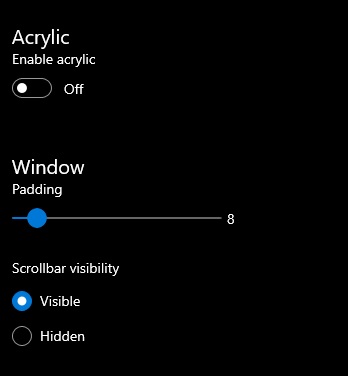 Acrylic
Enable acrylic
Off
Window
Padding
8
Scrollbar visibility
Visible
Hidden